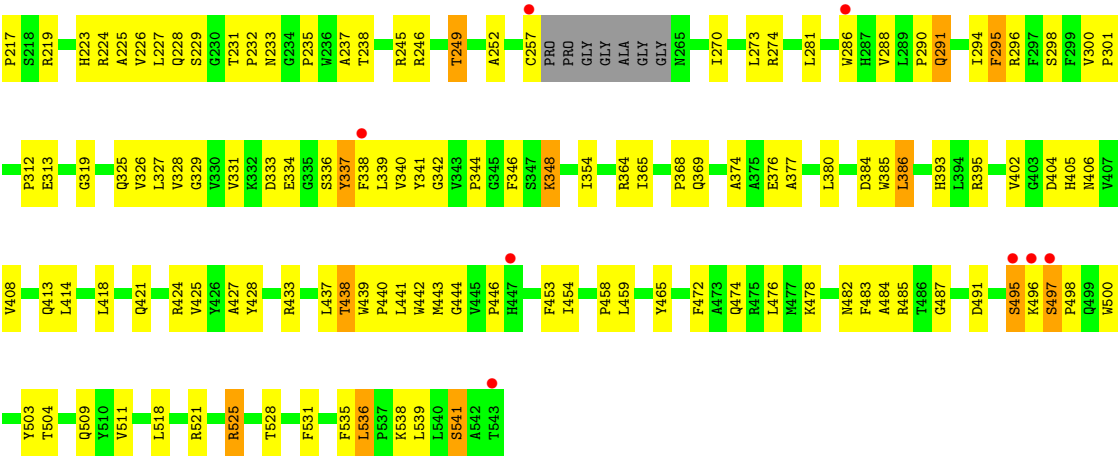 P217 S218 R219 H223 R224 A225 V226 L227 Q228 S229 G230 T231 P232 N233 G234 P235 W236 A237 T238 R245 R246 T249 A252 C257 PRO PRO GLY GLY ALA GLY GLY N265 I270 L273 R274 L281 W286 H287 V288 L289 P290 Q291 I294 F295 R296 F297 S298 F299 V300 P301
P312 E313 G319 Q325 V326 L327 V328 G329 V330 V331 K332 D333 E334 G335 S336 Y337 F338 L339 V340 Y341 G342 V343 P344 G345 F346 S347 K348 I354 R364 I365 P368 Q369 A374 A375 E376 A377 L380 D384 W385 L386 H393 L394 R395 V402 G403 D404 H405 N406 V407
V408 Q413 L414 L418 Q421 R424 V425 Y426 A427 Y428 R433 L437 T438 W439 P440 L441 W442 M443 G444 V445 P446 H447 F453 I454 P458 L459 Y465 F472 A473 Q474 R475 L476 M477 K478 N482 F483 A484 R485 T486 G487 D491 S495 K496 S497 P498 Q499 W500
Y503 T504 Q509 Y510 V511 L518 R521 R525 T528 F531 F535 L536 P537 K538 L539 L540 S541 A542 T543